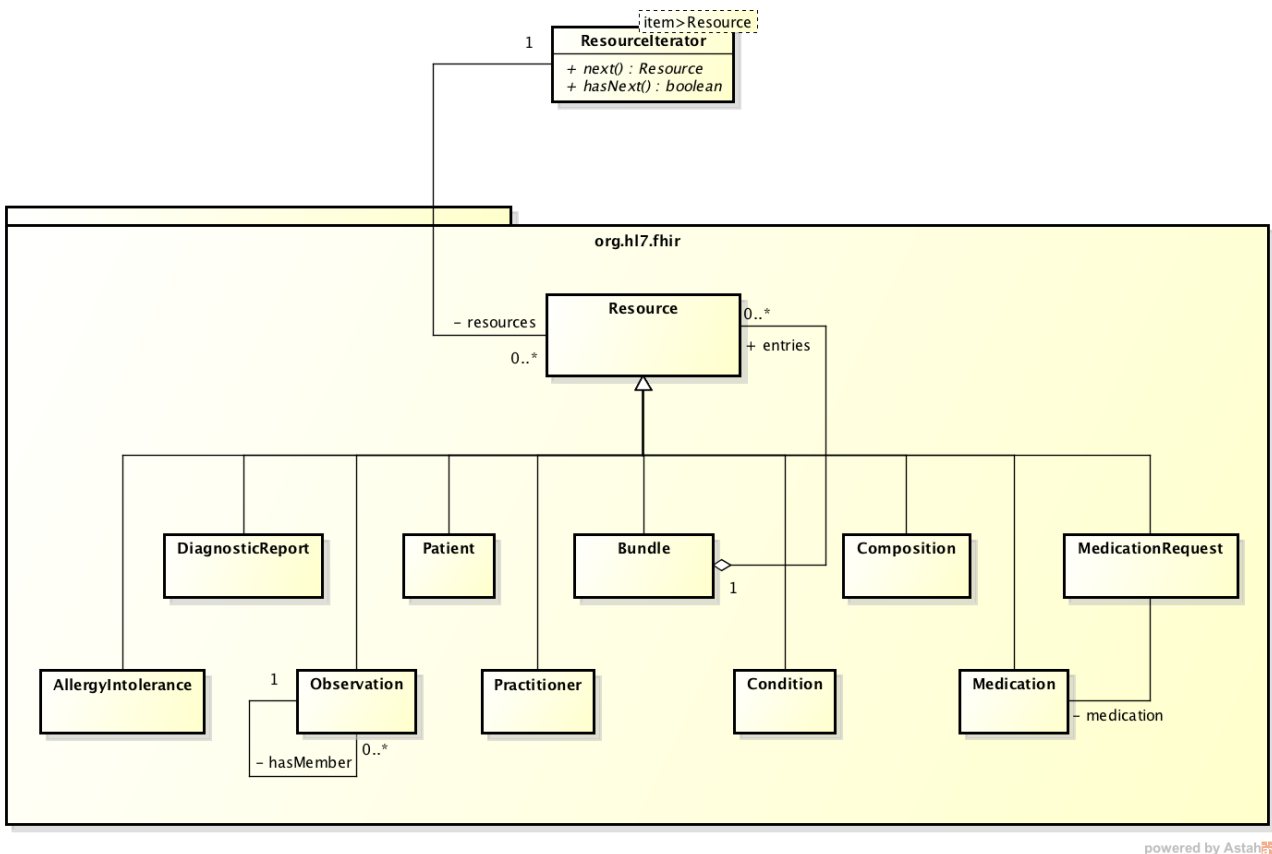 item>Resource
1
ResourceIterator
+ next() : Resource
+ hasNext() : boolean
org.hl7.fhir
Resource
0..*
- resources
+ entries
0..*
DiagnosticReport
Patient
Bundle
Composition
MedicationRequest
1
AllergyIntolerance
1
Observation
Practitioner
Condition
Medication
- medication
0..*
- hasMember
powered by Astah